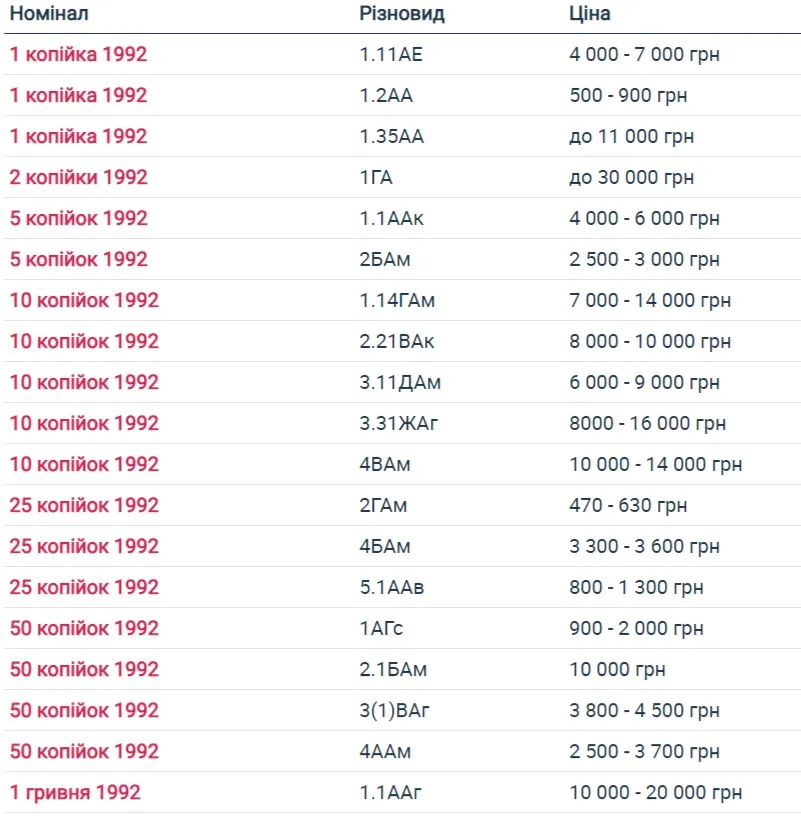 Номінал Різновид Ціна
1 копійка 1992 1.11АЕ 4 000 - 7 000 грн
1 копійка 1992 1.2АА 500 - 900 грн
1 копійка 1992 1.35АА до 11 000 грн
2 копійки 1992 1ГА до 30 000 грн
5 копійок 1992 1.1ААк 4 000 - 6 000 грн
5 копійок 1992 2БАм 2 500 - 3 000 грн
10 копійок 1992 1.14ГАм 7 000 - 14 000 грн
10 копійок 1992 2.21ВАк 8 000 - 10 000 грн
10 копійок 1992 3.11ДАм 6 000 - 9 000 грн
10 копійок 1992 3.31ЖАг 8000 - 16 000 грн
10 копійок 1992 4ВАм 10 000 - 14 000 грн
25 копійок 1992 2ГАм 470 - 630 грн
25 копійок 1992 4БАм 3 300 - 3 600 грн
25 копійок 1992 5.1ААв 800 - 1 300 грн
50 копійок 1992 1АГс 900 - 2 000 грн
50 копійок 1992 2.1БАм 10 000 грн
50 копійок 1992 3(1)ВАг 3 800 - 4 500 грн
50 копійок 1992 4ААм 2 500 - 3 700 грн
1 гривня 1992 1.1ААг 10 000 - 20 000 грн